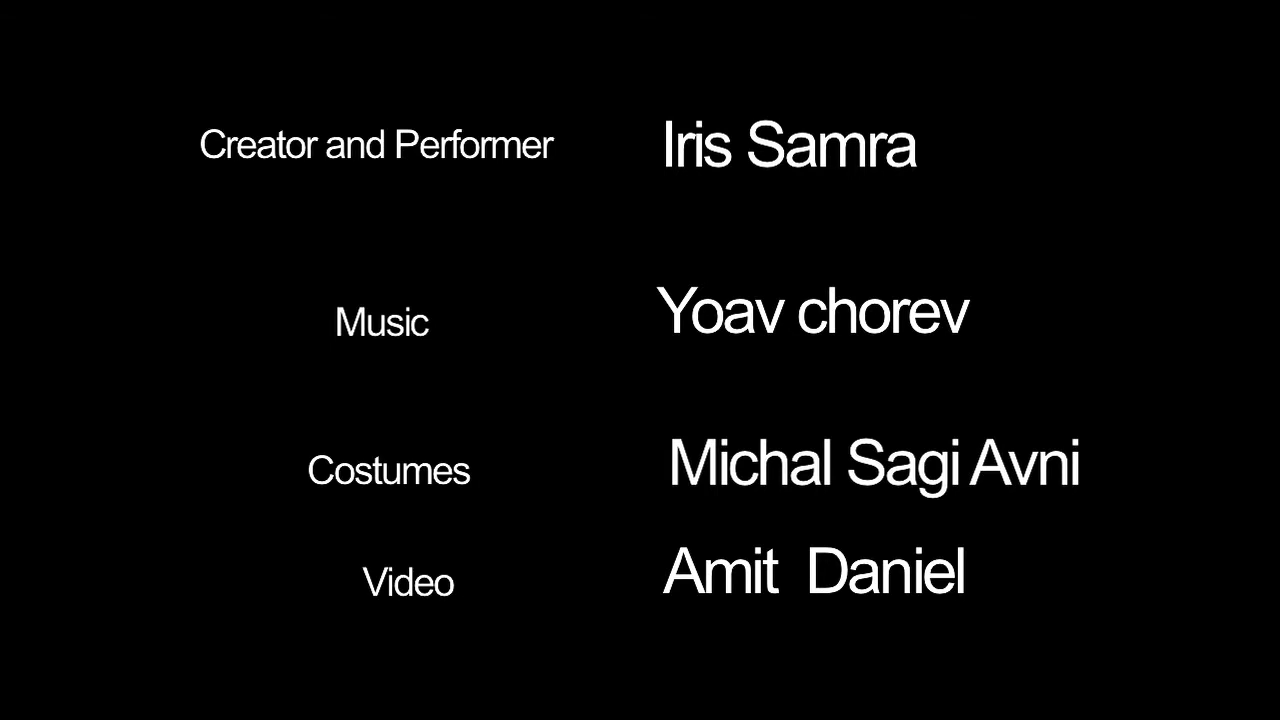 Creator and Performer Iris Samra
Music Yoav chorev
Costumes Michal Sagi Avni
Video Amit Daniel